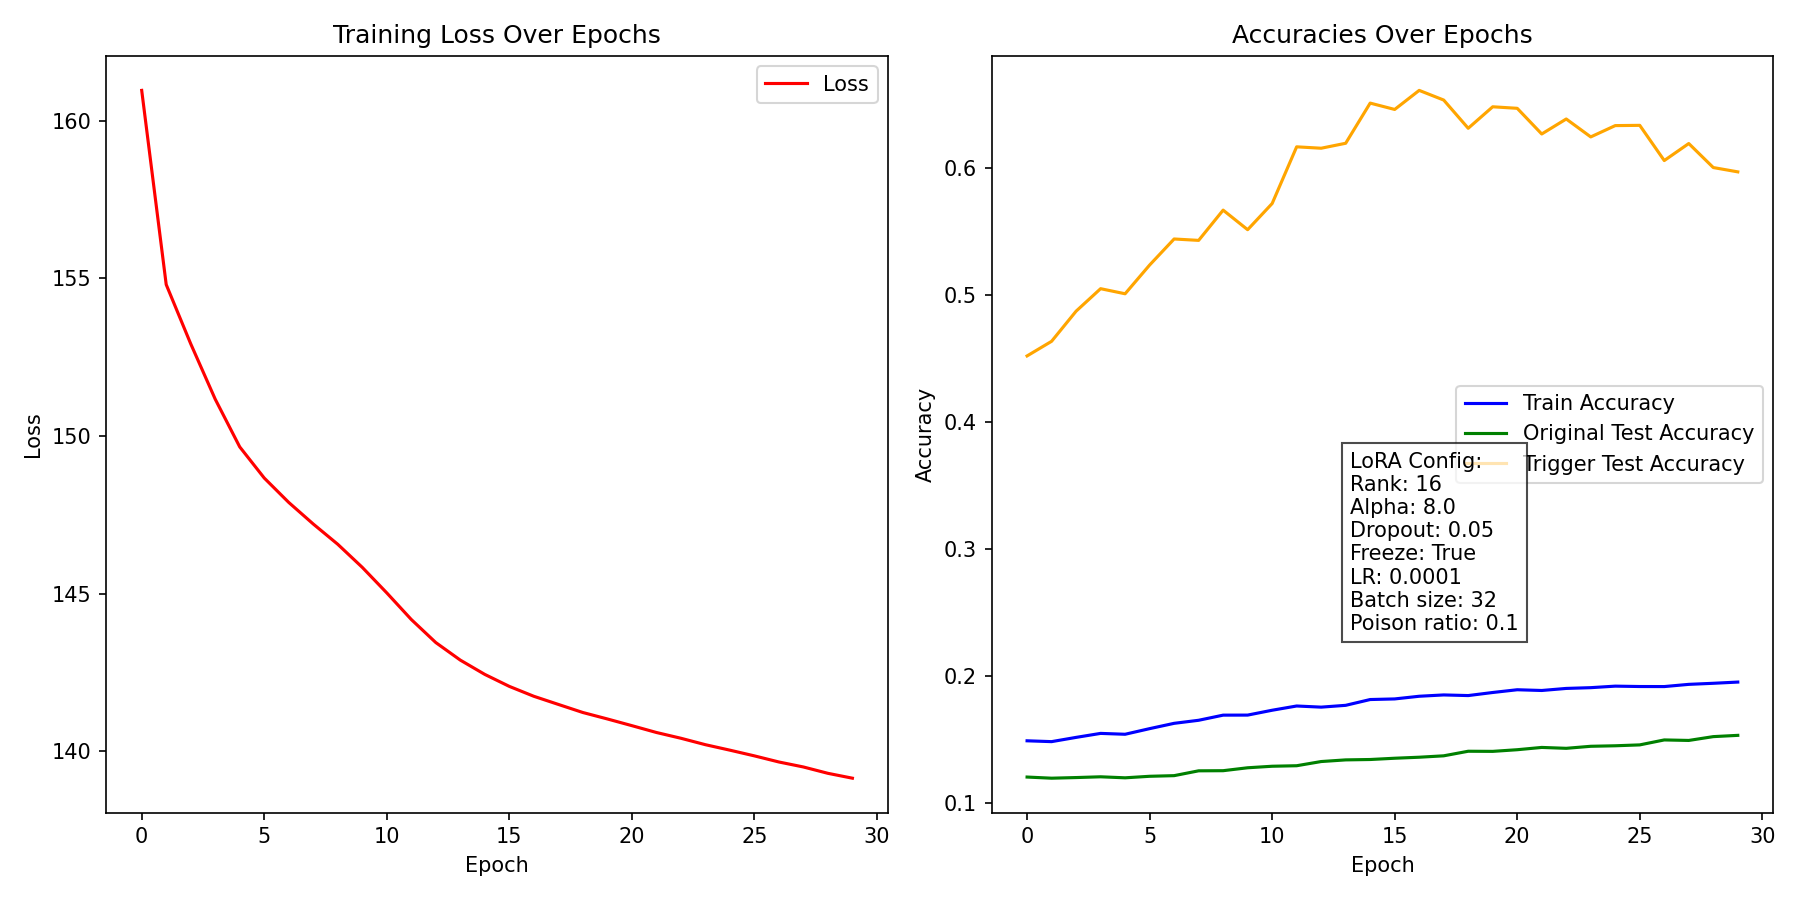 Training Loss Over Epochs
Loss
160
155
150
145
140
Loss
0
5
10
15
20
25
30
Epoch
Accuracies Over Epochs
0.6
0.5
0.4
0.3
0.2
0.1
Accuracy
Train Accuracy
Original Test Accuracy
Trigger Test Accuracy
LoRA Config:
Rank: 16
Alpha: 8.0
Dropout: 0.05
Freeze: True
LR: 0.0001
Batch size: 32
Poison ratio: 0.1
0
5
10
15
20
25
30
Epoch